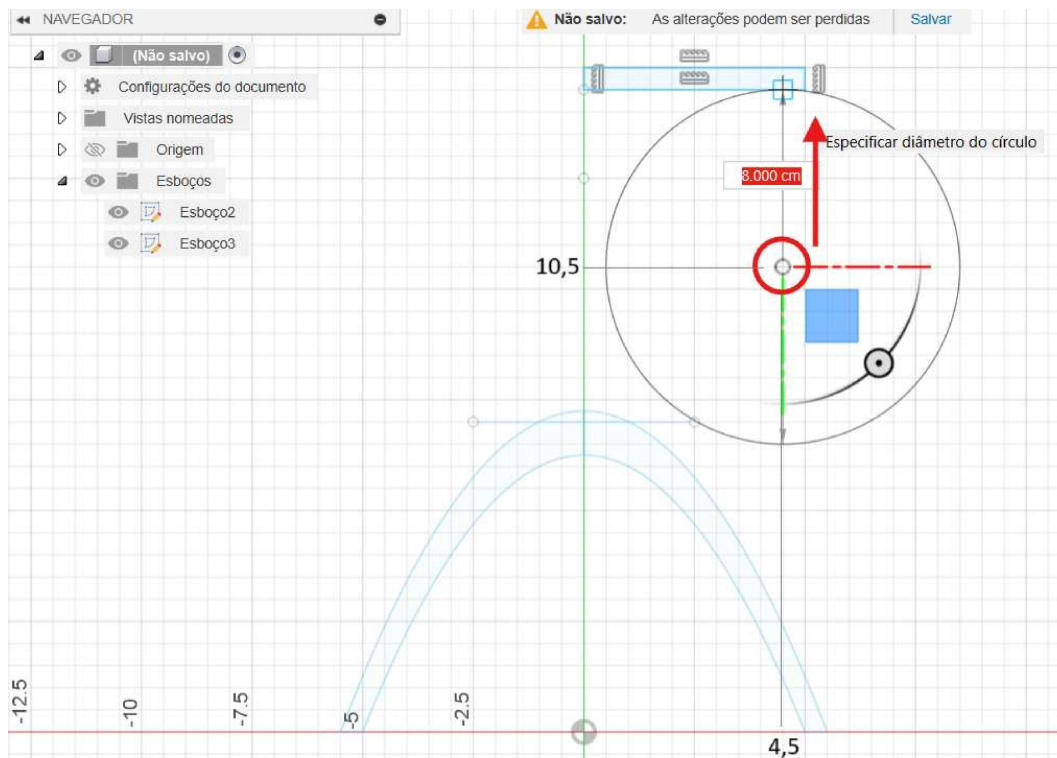 NAVEGADOR
Não salvo: As alterações podem ser perdidas Salvar
(Não salvo)
Configurações do documento
Vistas nomeadas
Origem
Esboços
Esboço2
Esboço3
Especificar diâmetro do círculo
8.000 cm
10,5
-12.5
-10
-7.5
-5
-2.5
4,5